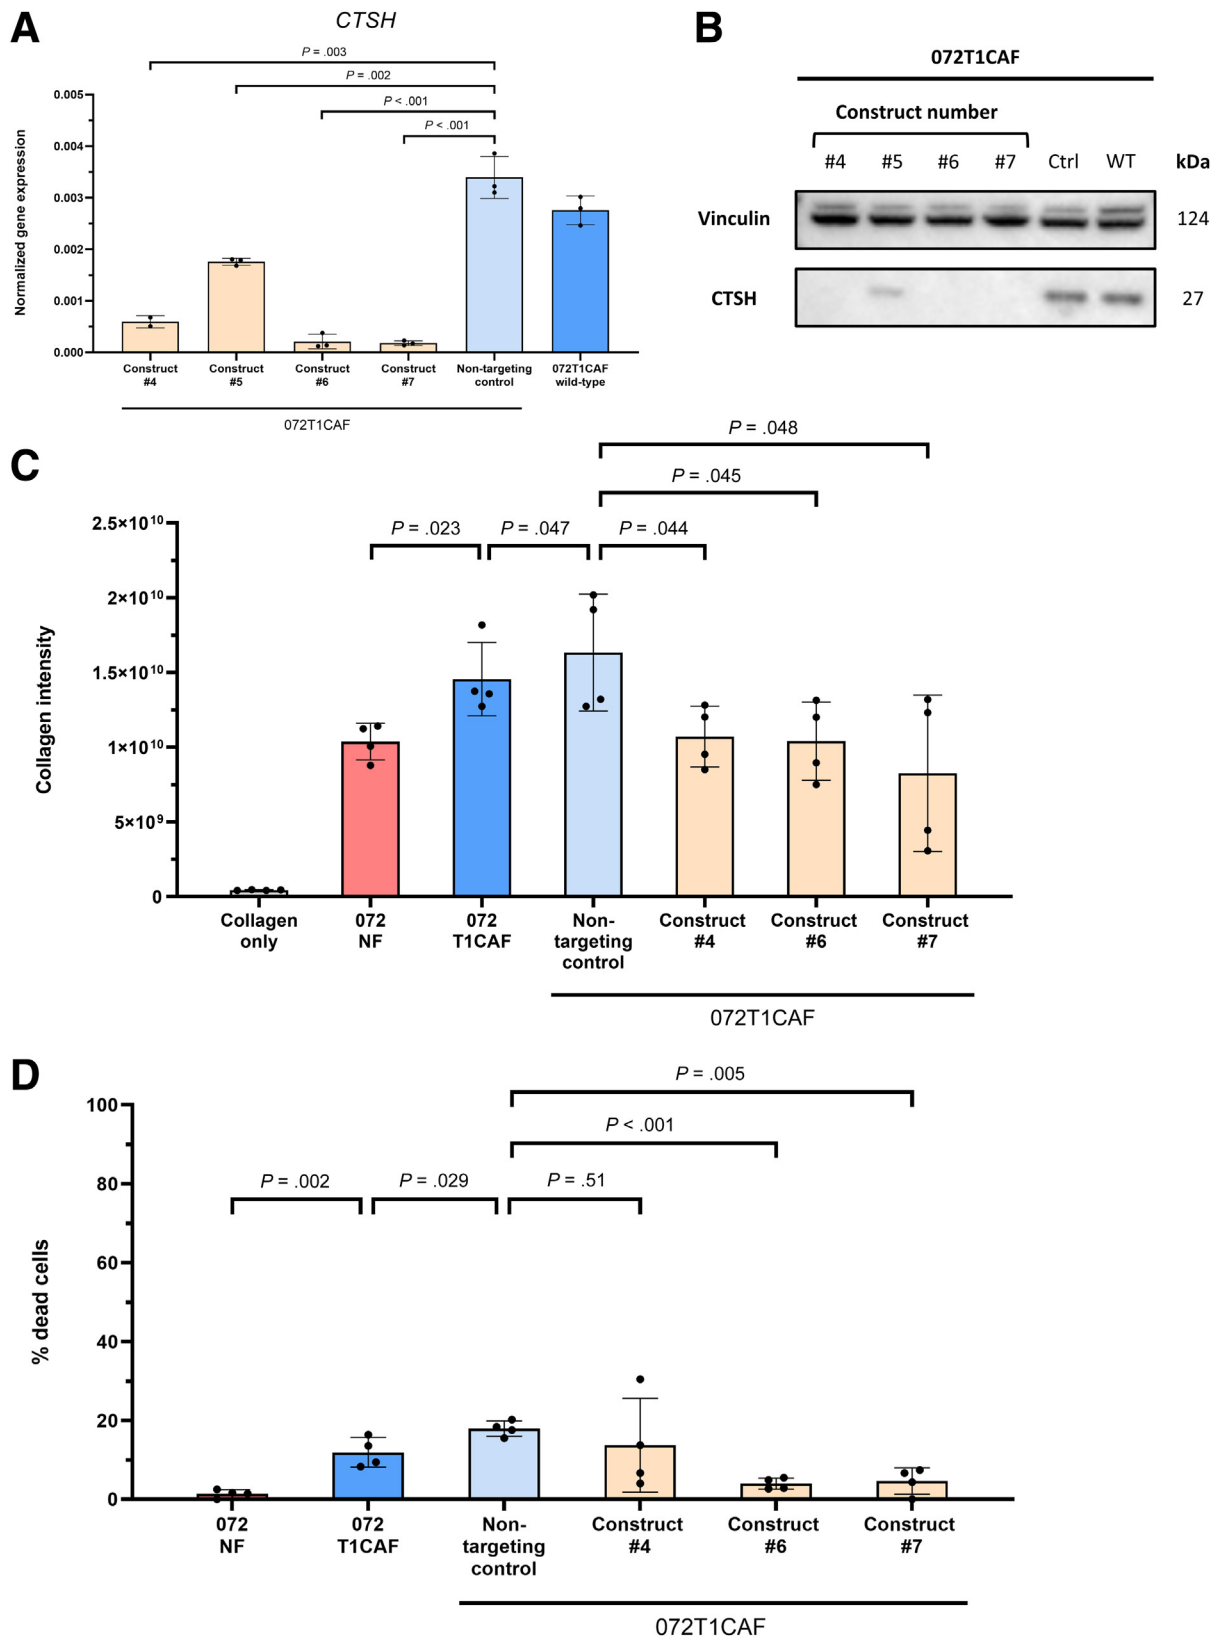 A
CTSH
P = .003
P = .002
P < .001
P < .001
Normalized gene expression
0.005
0.004
0.003
0.002
0.001
0.000
Construct #4
Construct #5
Construct #6
Construct #7
Non-targeting control
072T1CAF wild-type
072T1CAF
B
072T1CAF
Construct number
#4 #5 #6 #7 Ctrl WT kDa
Vinculin 124
CTSH 27
C
P = .048
P = .045
P = .023 P = .047 P = .044
Collagen intensity
2.5×10¹⁰
2×10¹⁰
1.5×10¹⁰
1×10¹⁰
5×10⁹
0
Collagen only
072 NF
072 T1CAF
Non-targeting control
Construct #4
Construct #6
Construct #7
072T1CAF
D
P = .005
P < .001
P = .002 P = .029 P = .51
% dead cells
100
80
60
40
20
0
072 NF
072 T1CAF
Non-targeting control
Construct #4
Construct #6
Construct #7
072T1CAF